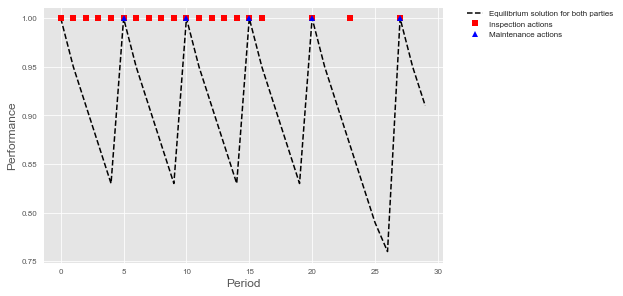 Equilibrium solution for both parties
Inspection actions
Maintenance actions
1.00
0.95
0.90
0.85
0.80
0.75
Performance
0
5
10
15
20
25
30
Period